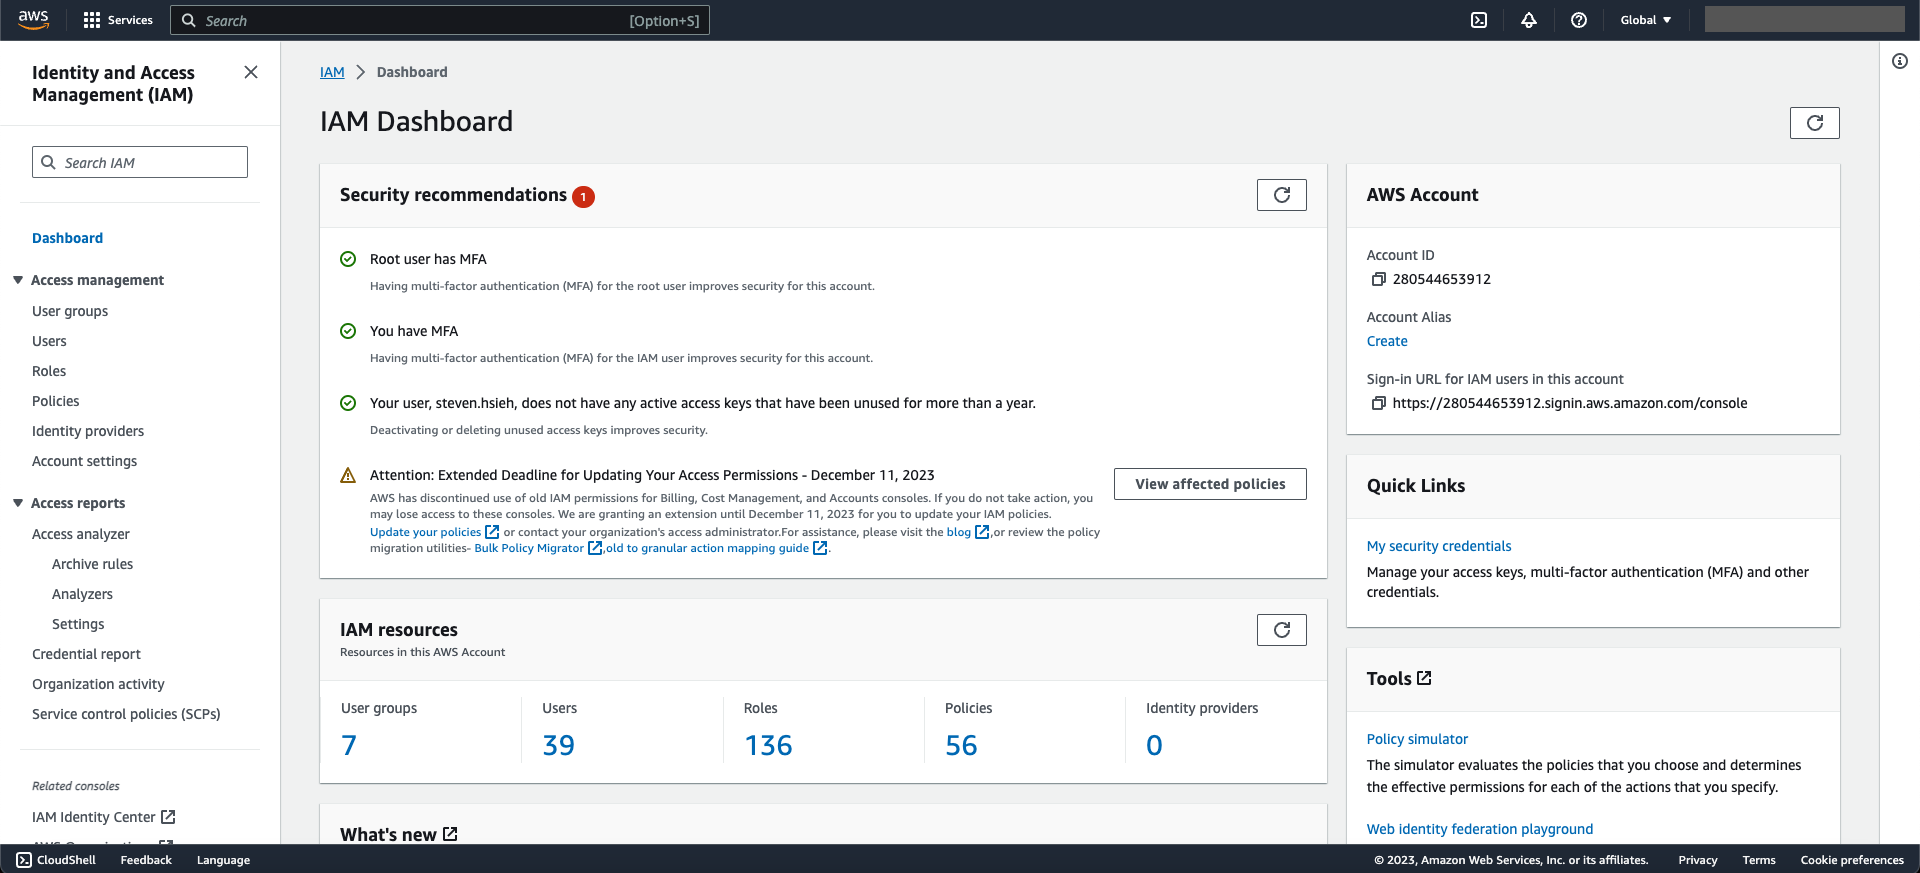 aws
Services
Search
[Option+S]
Global
Identity and Access
Management (IAM)
Search IAM
Dashboard
Access management
User groups
Users
Roles
Policies
Identity providers
Account settings
Access reports
Access analyzer
Archive rules
Analyzers
Settings
Credential report
Organization activity
Service control policies (SCPs)
Related consoles
IAM Identity Center
IAM > Dashboard
IAM Dashboard
Security recommendations 1
Root user has MFA
Having multi-factor authentication (MFA) for the root user improves security for this account.
You have MFA
Having multi-factor authentication (MFA) for the IAM user improves security for this account.
Your user, steven.hsieh, does not have any active access keys that have been unused for more than a year.
Deactivating or deleting unused access keys improves security.
Attention: Extended Deadline for Updating Your Access Permissions - December 11, 2023
AWS has discontinued use of old IAM permissions for Billing, Cost Management, and Accounts consoles. If you do not take action, you
may lose access to these consoles. We are granting an extension until December 11, 2023 for you to update your IAM policies.
Update your policies or contact your organization's access administrator.For assistance, please visit the blog ,or review the policy
migration utilities- Bulk Policy Migrator ,old to granular action mapping guide .
View affected policies
IAM resources
Resources in this AWS Account
User groups
7
Users
39
Roles
136
Policies
56
Identity providers
0
What's new
AWS Account
Account ID
280544653912
Account Alias
Create
Sign-in URL for IAM users in this account
https://280544653912.signin.aws.amazon.com/console
Quick Links
My security credentials
Manage your access keys, multi-factor authentication (MFA) and other
credentials.
Tools
Policy simulator
The simulator evaluates the policies that you choose and determines
the effective permissions for each of the actions that you specify.
Web identity federation playground
CloudShell
Feedback
Language
© 2023, Amazon Web Services, Inc. or its affiliates.
Privacy
Terms
Cookie preferences